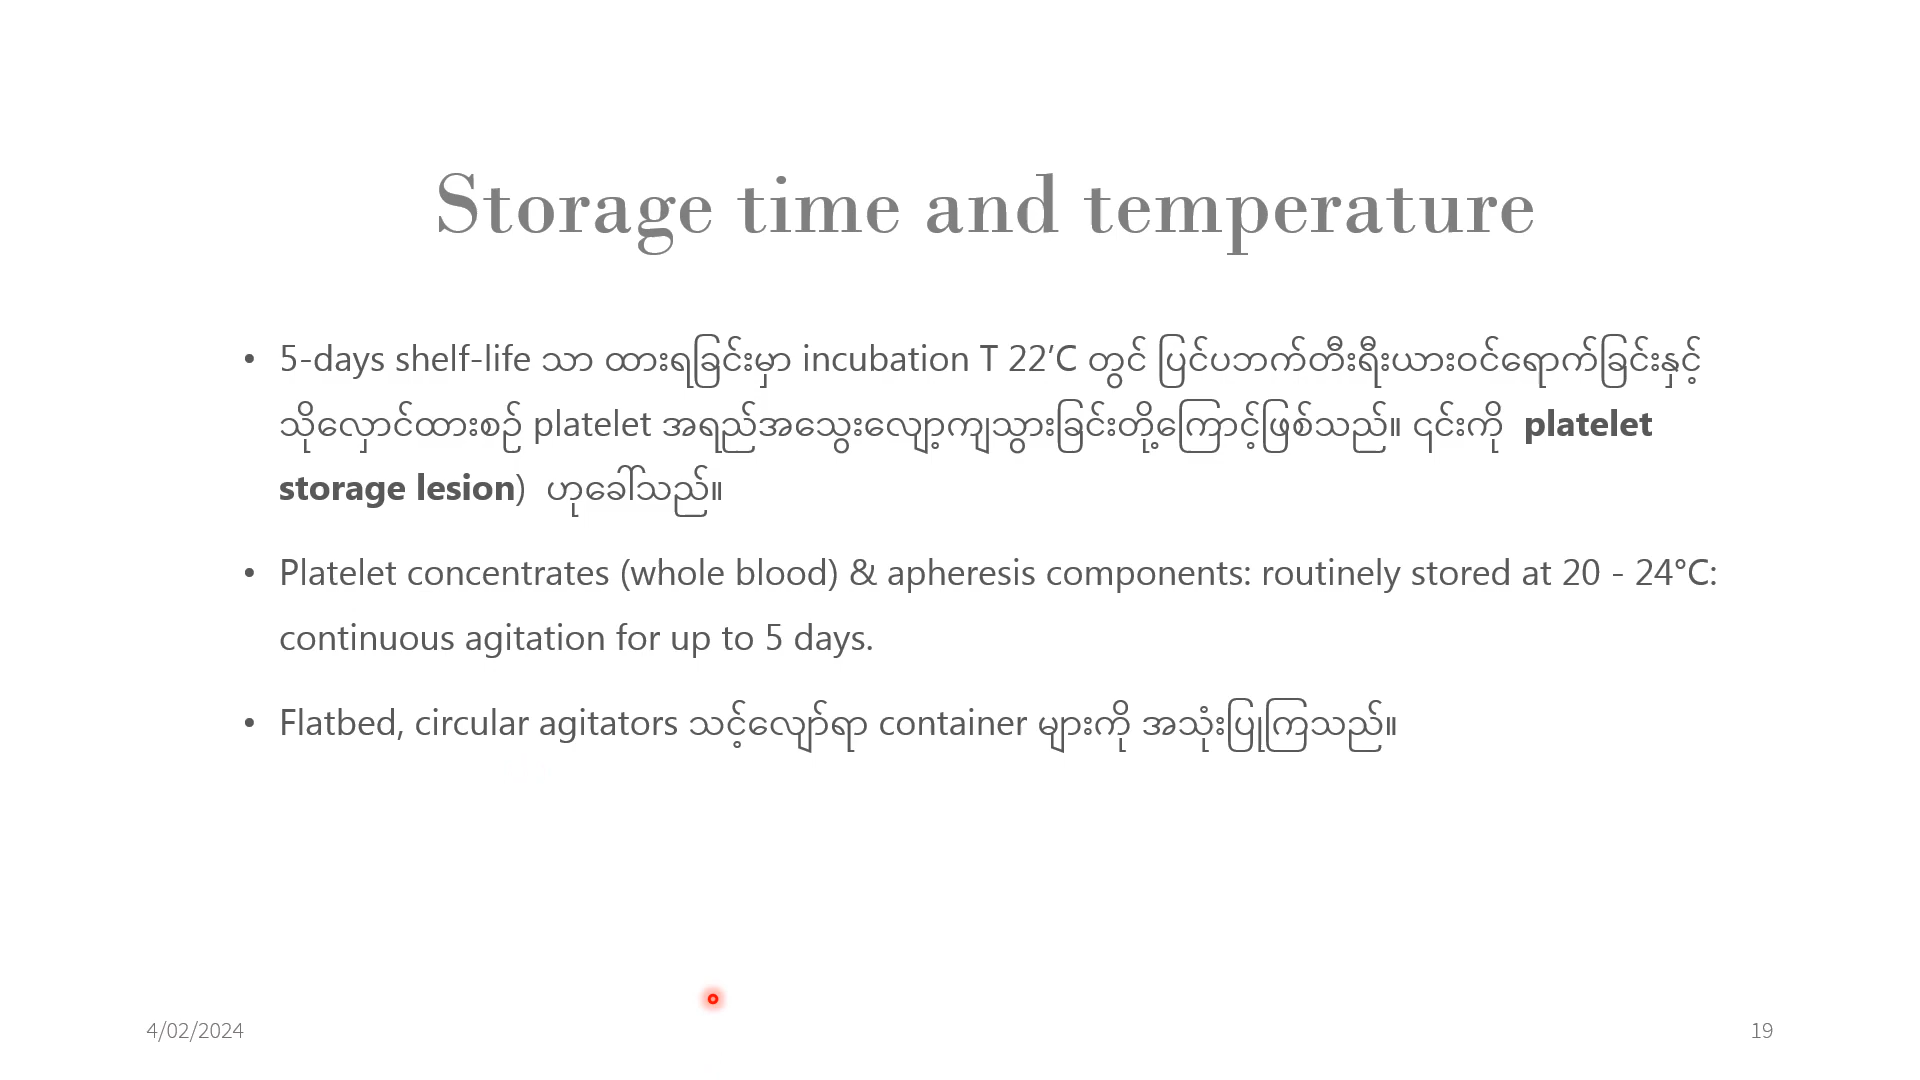 Storage time and temperature
• 5-days shelf-life သာ ထားရခြင်းမှာ incubation T 22’C တွင် ပြင်ပဘက်တီးရီးယားဝင်ရောက်ခြင်းနှင့်
သိုလှောင်ထားစဉ် platelet အရည်အသွေးလျော့ကျသွားခြင်းတို့ကြောင့်ဖြစ်သည်။ ၎င်းကို platelet
storage lesion) ဟုခေါ်သည်။
• Platelet concentrates (whole blood) & apheresis components: routinely stored at 20 - 24°C:
continuous agitation for up to 5 days.
• Flatbed, circular agitators သင့်လျော်ရာ container များကို အသုံးပြုကြသည်။
4/02/2024
19